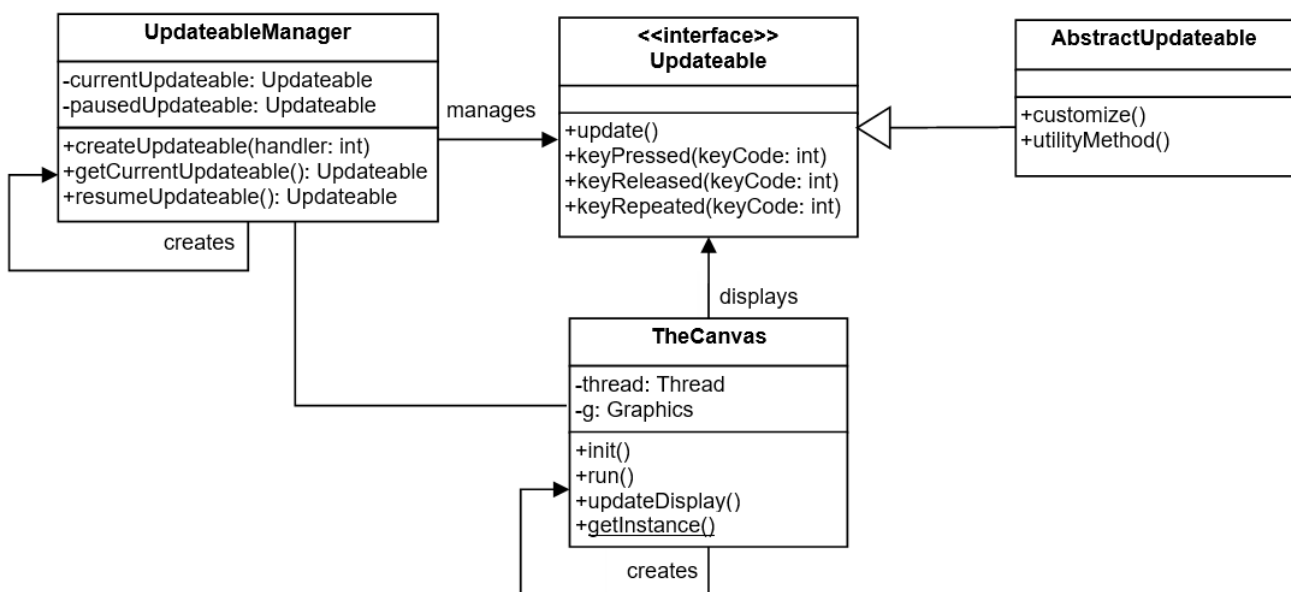 UpdateableManager
-currentUpdateable: Updateable
-pausedUpdateable: Updateable
+createUpdateable(handler: int)
+getCurrentUpdateable(): Updateable
+resumeUpdateable(): Updateable
creates
manages
<<interface>>
Updateable
+update()
+keyPressed(keyCode: int)
+keyReleased(keyCode: int)
+keyRepeated(keyCode: int)
AbstractUpdateable
+customize()
+utilityMethod()
displays
TheCanvas
-thread: Thread
-g: Graphics
+init()
+run()
+updateDisplay()
+getInstance()
creates